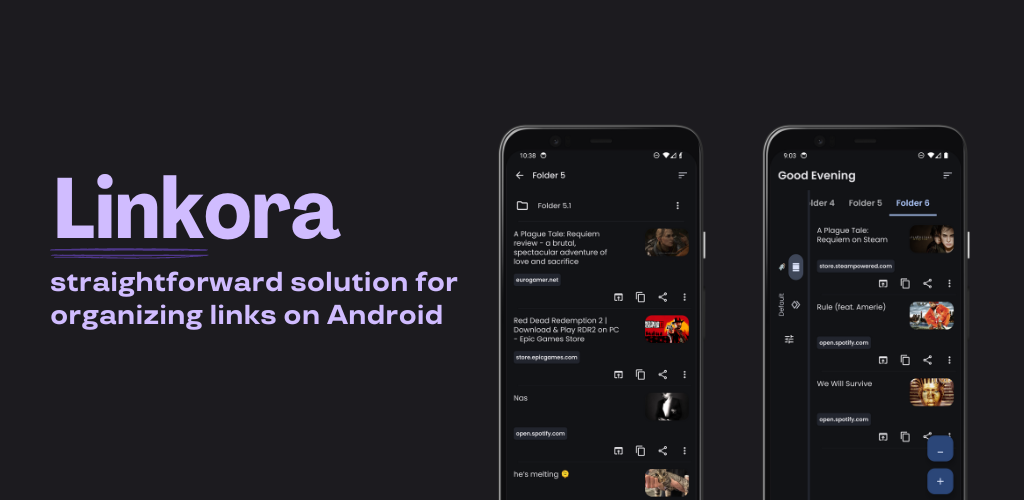 Linkora
straightforward solution for
organizing links on Android
10:38
Folder 5
Folder 5.1
A Plague Tale: Requiem
review - a brutal,
spectacular adventure of
love and sacrifice
eurogamer.net
Red Dead Redemption 2 |
Download & Play RDR2 on PC
- Epic Games Store
store.epicgames.com
Nas
open.spotify.com
he's melting 🫠
9:03
Good Evening
lder 4 Folder 5 Folder 6
Default
A Plague Tale:
Requiem on Steam
store.steampowered.com
Rule (feat. Amerie)
open.spotify.com
We Will Survive
open.spotify.com